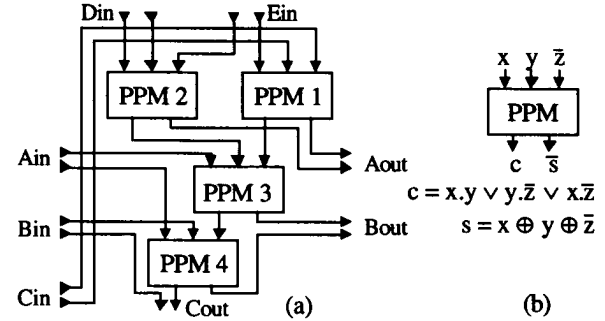 Din Ein
PPM 2 PPM 1
Ain
Aout
PPM 3
Bin
Bout
PPM 4
Cin
Cout
(a)
x y z̄
PPM
c s̄
c = x.y ∨ y.z̄ ∨ x.z̄
s = x ⊕ y ⊕ z̄
(b)